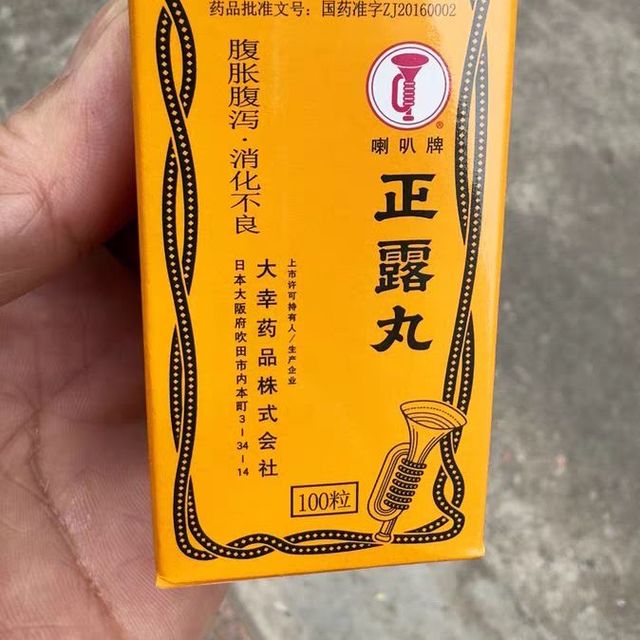 药品批准文号：国药准字ZJ20160002
喇叭牌
正露丸
腹胀腹泻·消化不良
上市许可持有人/生产企业
大幸药品株式会社
日本大阪府吹田市内本町3-34-14
100粒